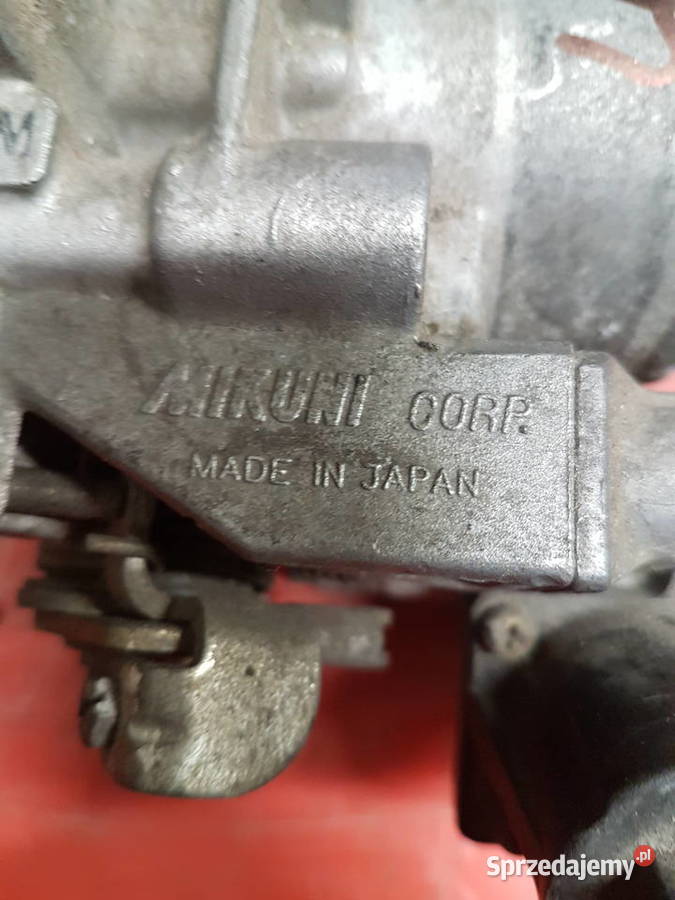 M
MIKUNI CORP.
MADE IN JAPAN
Sprzedajemy.pl